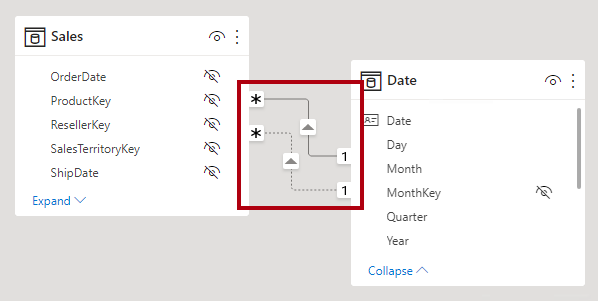 Sales
OrderDate
ProductKey
ResellerKey
SalesTerritoryKey
ShipDate
Expand
*
*
1
1
Date
Date
Day
Month
MonthKey
Quarter
Year
Collapse